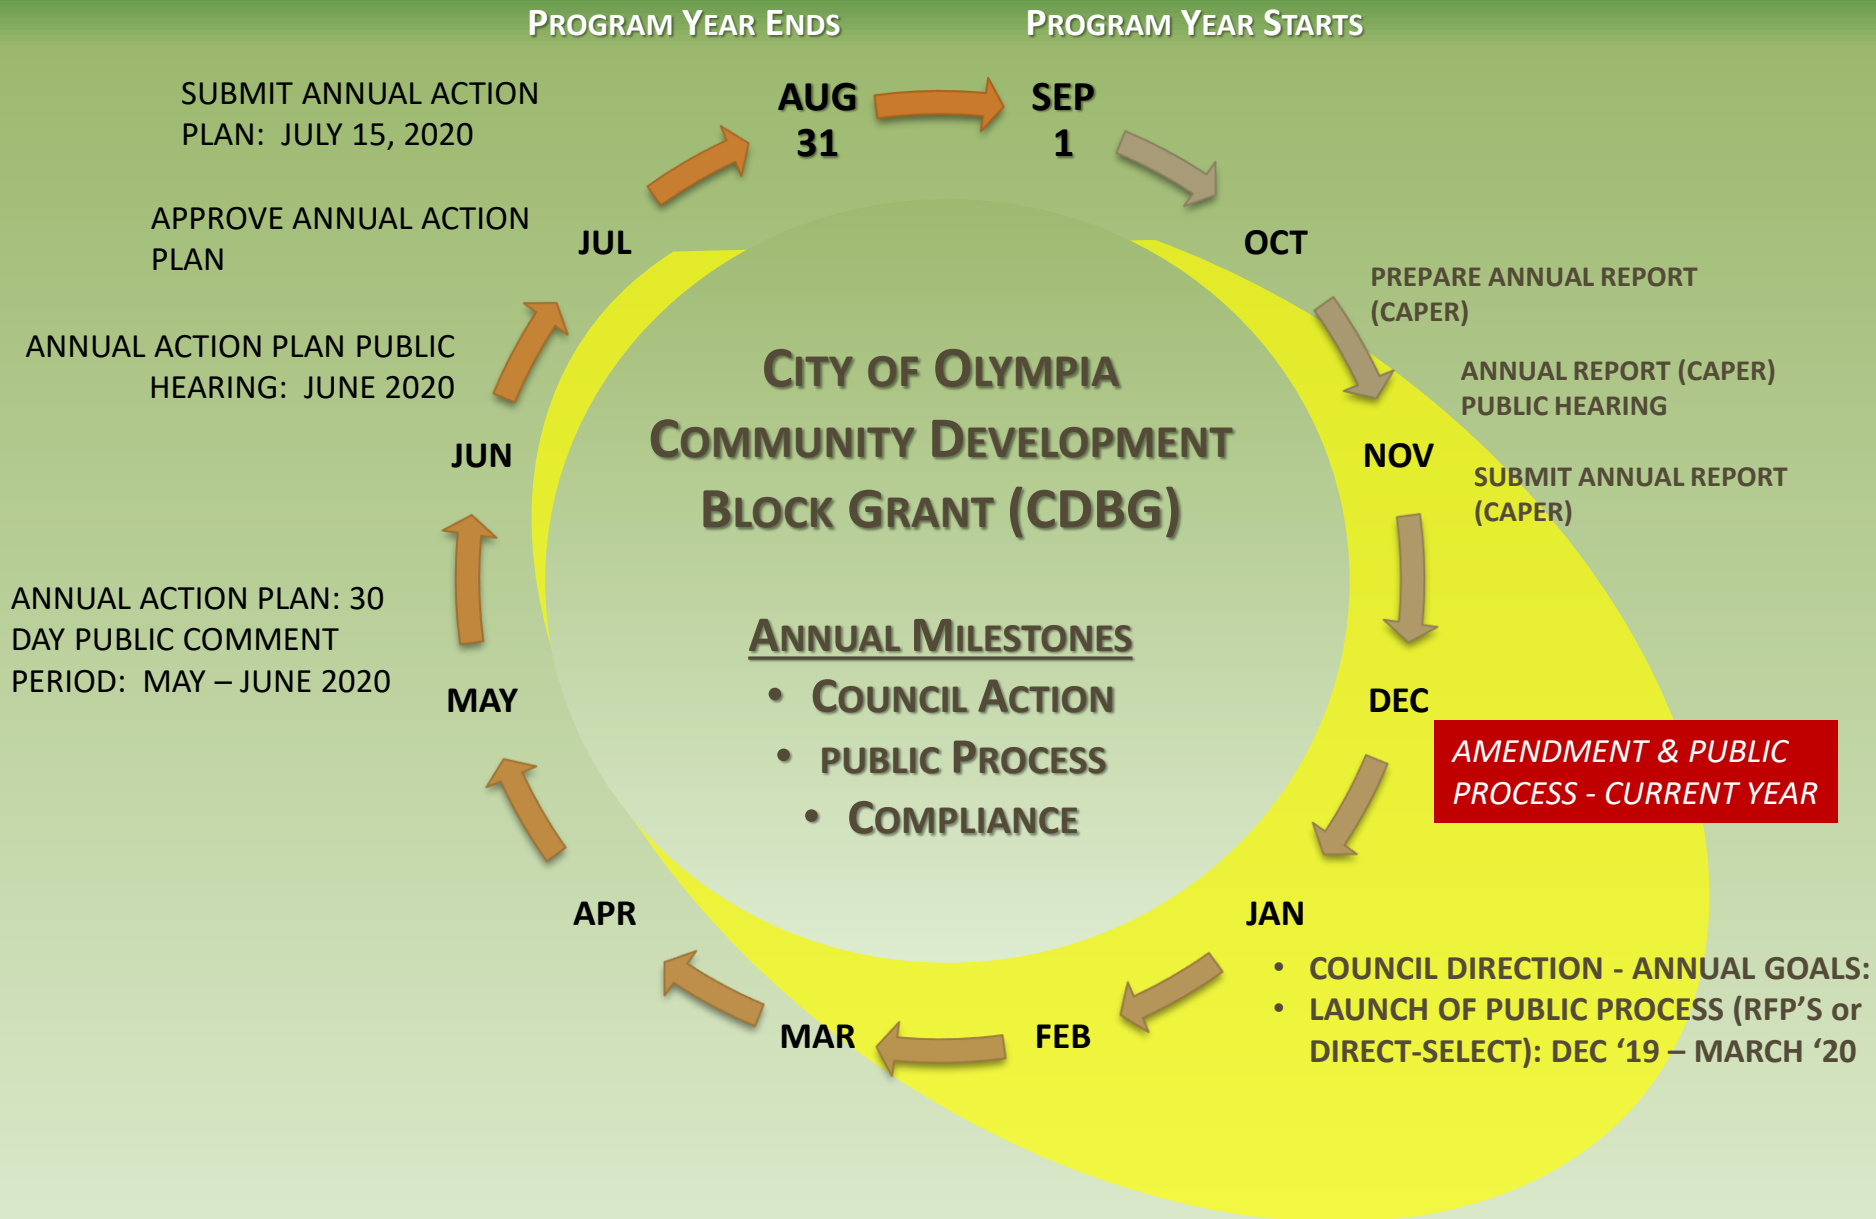 PROGRAM YEAR ENDS
PROGRAM YEAR STARTS
AUG
31
SEP
1
OCT
PREPARE ANNUAL REPORT
(CAPER)
ANNUAL REPORT (CAPER)
PUBLIC HEARING
NOV
SUBMIT ANNUAL REPORT
(CAPER)
DEC
AMENDMENT & PUBLIC
PROCESS - CURRENT YEAR
JAN
• COUNCIL DIRECTION - ANNUAL GOALS:
• LAUNCH OF PUBLIC PROCESS (RFP'S or
DIRECT-SELECT): DEC ‘19 – MARCH ‘20
FEB
MAR
APR
MAY
ANNUAL ACTION PLAN: 30
DAY PUBLIC COMMENT
PERIOD: MAY – JUNE 2020
JUN
ANNUAL ACTION PLAN PUBLIC
HEARING: JUNE 2020
JUL
APPROVE ANNUAL ACTION
PLAN
SUBMIT ANNUAL ACTION
PLAN: JULY 15, 2020
CITY OF OLYMPIA
COMMUNITY DEVELOPMENT
BLOCK GRANT (CDBG)
ANNUAL MILESTONES
• COUNCIL ACTION
• PUBLIC PROCESS
• COMPLIANCE